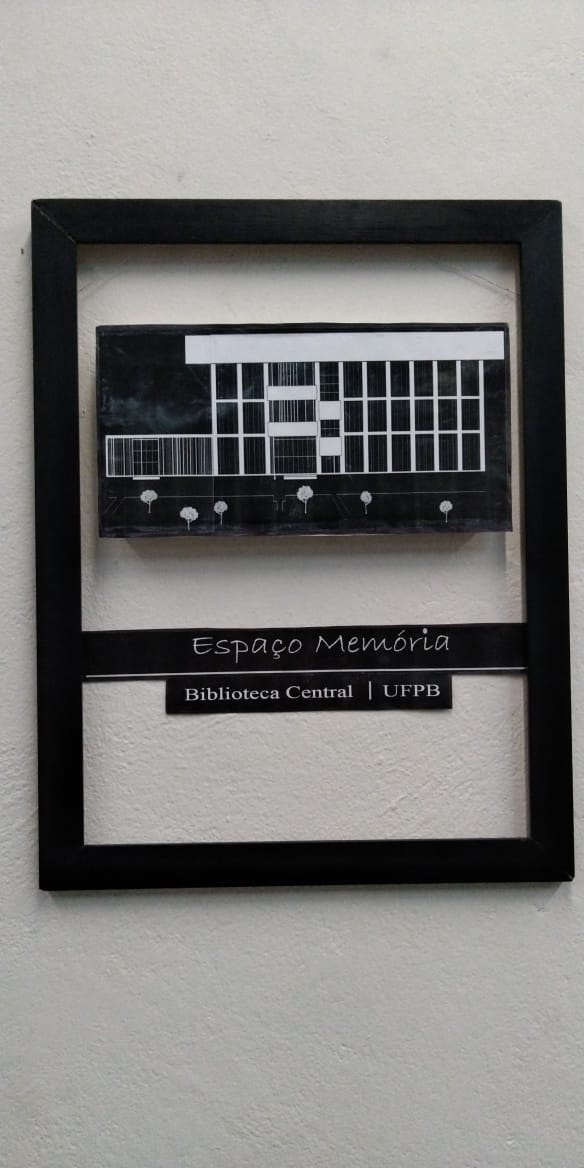 Espaço Memória
Biblioteca Central | UFPB